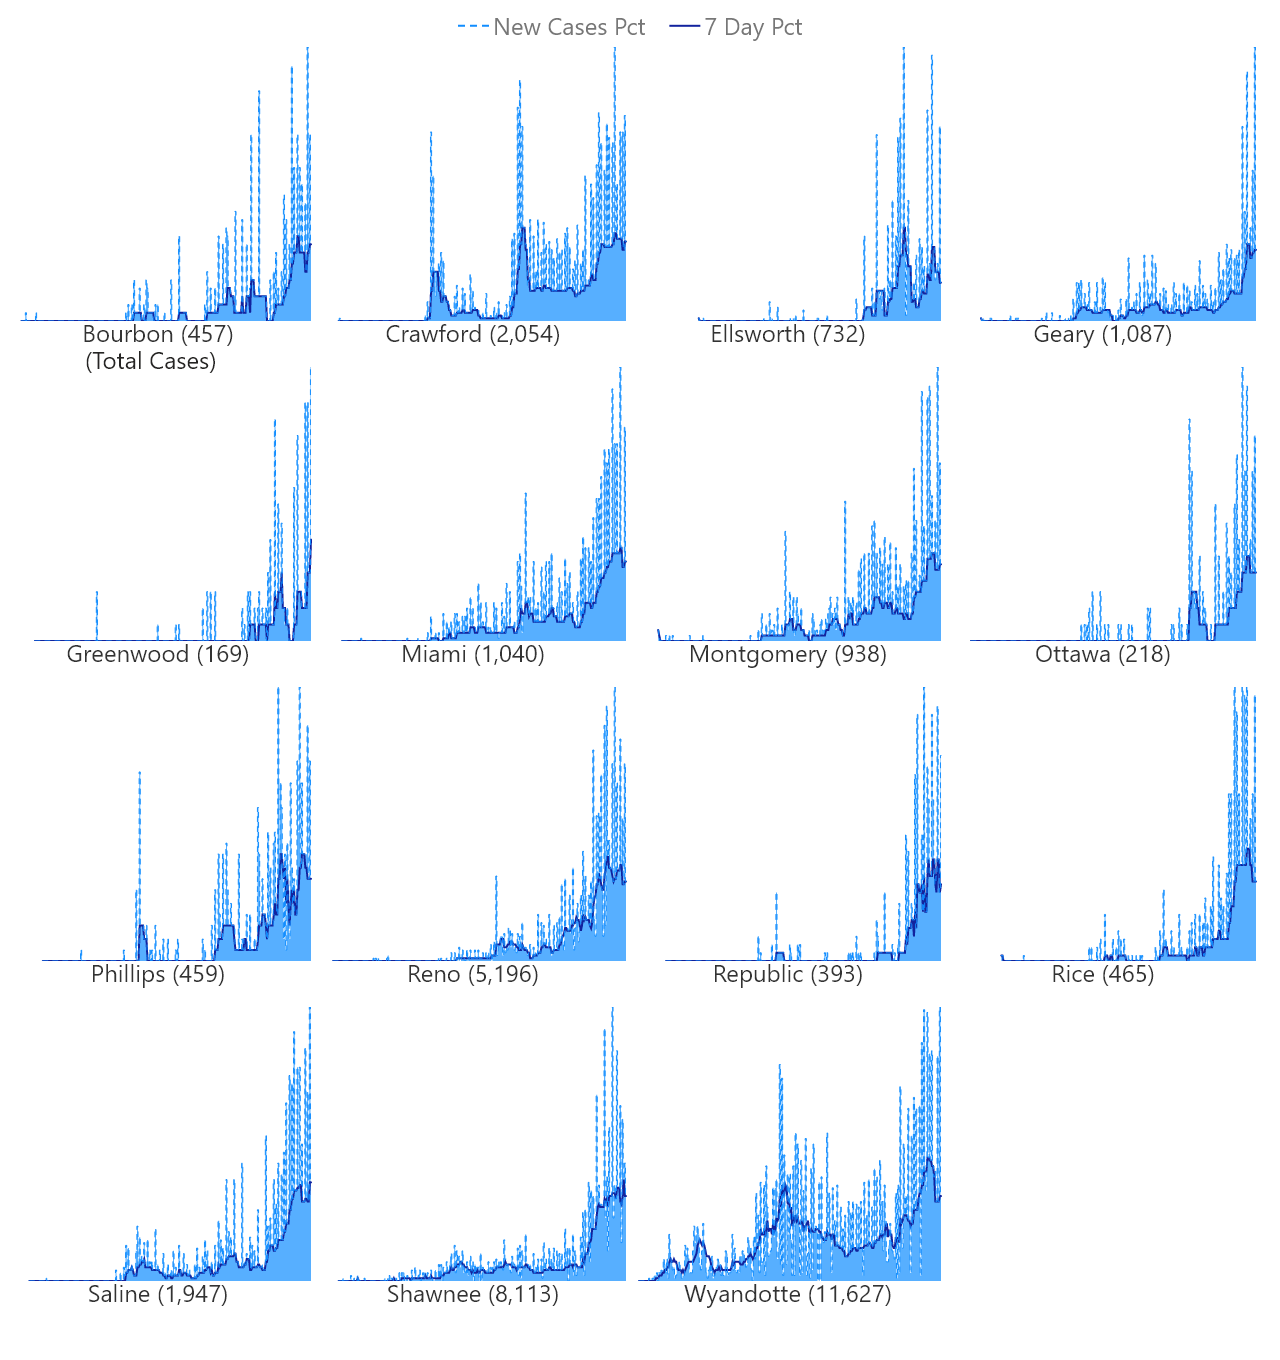 New Cases Pct 7 Day Pct
Bourbon (457) Crawford (2,054) Ellsworth (732) Geary (1,087)
(Total Cases)
Greenwood (169) Miami (1,040) Montgomery (938) Ottawa (218)
Phillips (459) Reno (5,196) Republic (393) Rice (465)
Saline (1,947) Shawnee (8,113) Wyandotte (11,627)